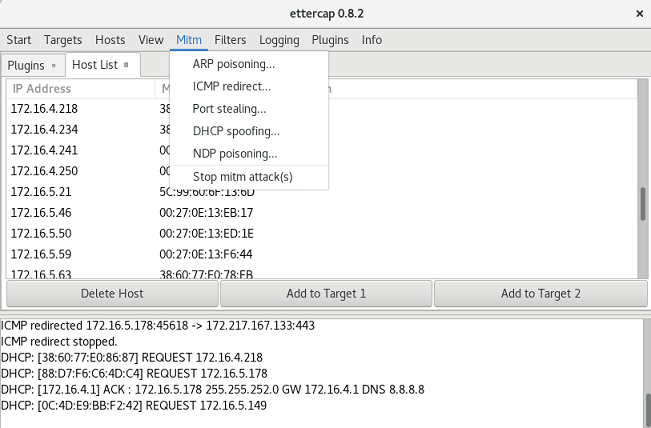 ettercap 0.8.2
×
Start Targets Hosts View Mitm Filters Logging Plugins Info
Plugins Host List
ARP poisoning...
ICMP redirect...
Port stealing...
DHCP spoofing...
NDP poisoning...
Stop mitm attack(s)
IP Address M n
172.16.4.218 38
172.16.4.234 38
172.16.4.241 00
172.16.4.250 00
172.16.5.21 5C:99:60:6F:13:6D
172.16.5.46 00:27:0E:13:EB:17
172.16.5.50 00:27:0E:13:ED:1E
172.16.5.59 00:27:0E:13:F6:44
172.16.5.63 38:60:77:E0:78:EB
Delete Host Add to Target 1 Add to Target 2
ICMP redirected 172.16.5.178:45618 -> 172.217.167.133:443
ICMP redirect stopped.
DHCP: [38:60:77:E0:86:87] REQUEST 172.16.4.218
DHCP: [88:D7:F6:C6:4D:C4] REQUEST 172.16.5.178
DHCP: [172.16.4.1] ACK : 172.16.5.178 255.255.252.0 GW 172.16.4.1 DNS 8.8.8.8
DHCP: [0C:4D:E9:BB:F2:42] REQUEST 172.16.5.149